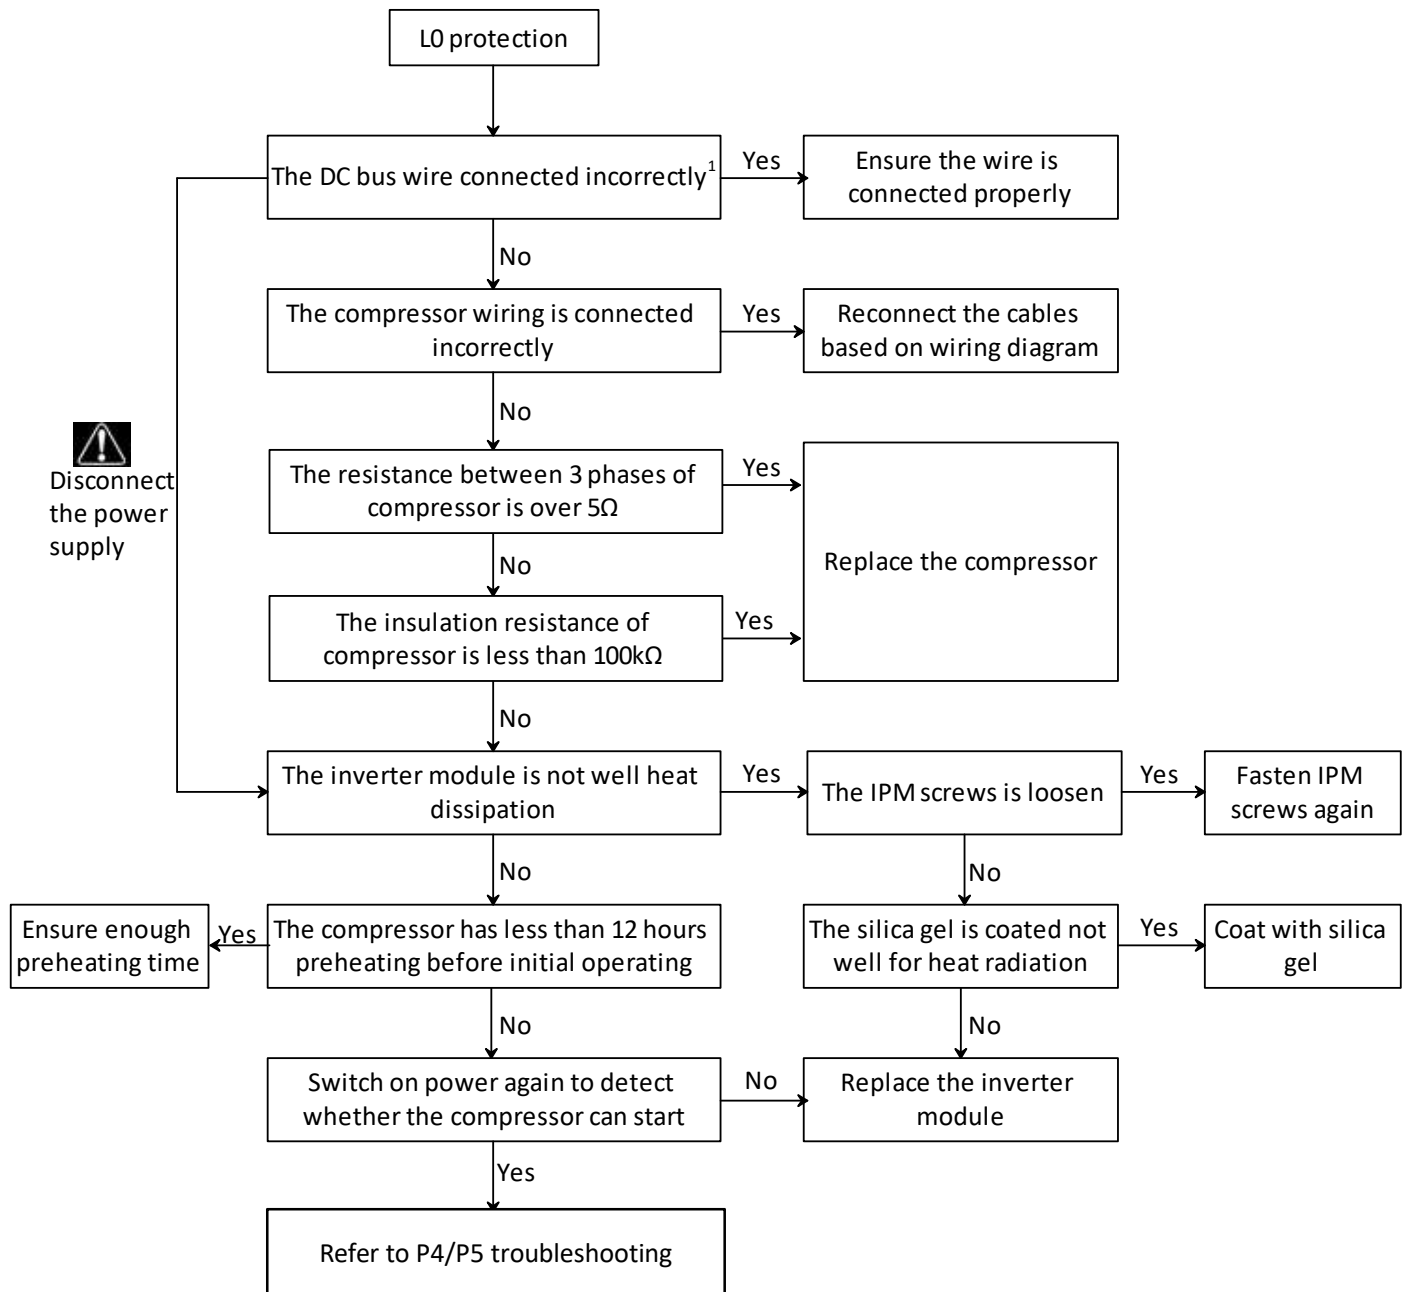 L0 protection
The DC bus wire connected incorrectly1
Yes
Ensure the wire is
connected properly
No
The compressor wiring is connected
incorrectly
Yes
Reconnect the cables
based on wiring diagram
No
Disconnect
the power
supply
The resistance between 3 phases of
compressor is over 5Ω
Yes
Replace the compressor
No
The insulation resistance of
compressor is less than 100kΩ
Yes
No
The inverter module is not well heat
dissipation
Yes
The IPM screws is loosen
Yes
Fasten IPM
screws again
No
No
Ensure enough
preheating time
Yes
The compressor has less than 12 hours
preheating before initial operating
The silica gel is coated not
well for heat radiation
Yes
Coat with silica
gel
No
No
Switch on power again to detect
whether the compressor can start
No
Replace the inverter
module
Yes
Refer to P4/P5 troubleshooting